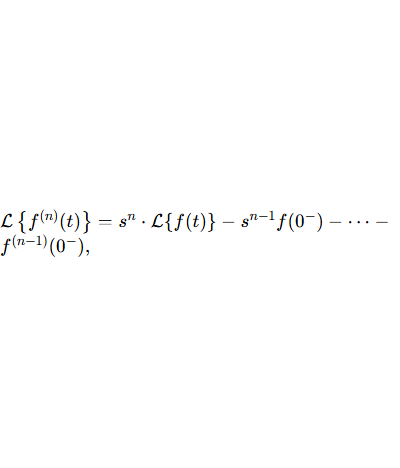 ℒ{f⁽ⁿ⁾(t)} = sⁿ · ℒ{f(t)} − sⁿ⁻¹f(0⁻) − ⋯ −
f⁽ⁿ⁻¹⁾(0⁻),